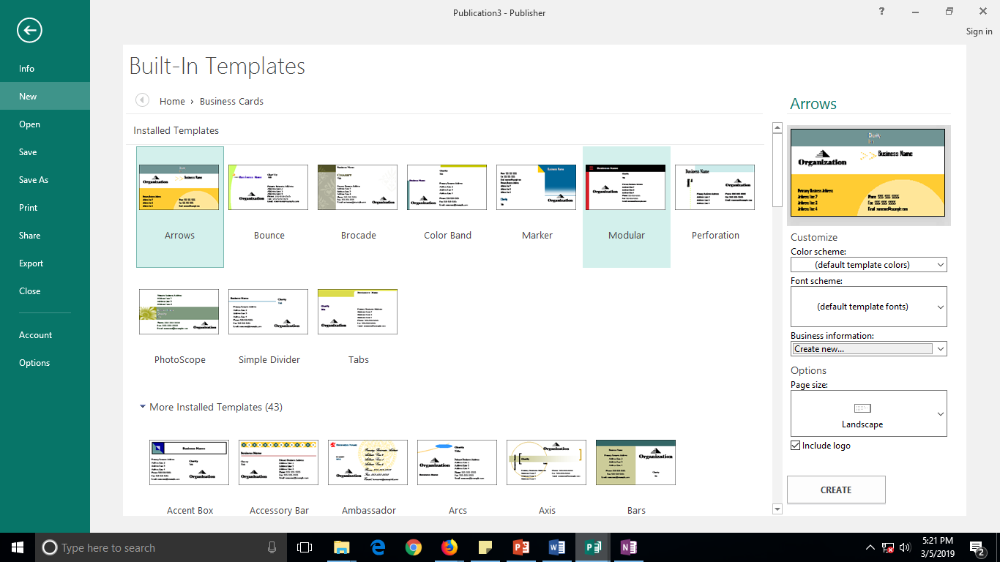 Publication3 - Publisher
?
Sign in
Info
New
Open
Save
Save As
Print
Share
Export
Close
Account
Options
Built-In Templates
Home › Business Cards
Installed Templates
Arrows
Bounce
Brocade
Color Band
Marker
Modular
Perforation
PhotoScope
Simple Divider
Tabs
More Installed Templates (43)
Accent Box
Accessory Bar
Ambassador
Arcs
Axis
Bars
Arrows
Charity
Organization
Business Name
Primary Business Address
Address Line 2
Address Line 3
Address Line 4
Phone: 555 555 5555
Fax: 555 555 5555
Customize
Color scheme:
(default template colors)
Font scheme:
(default template fonts)
Business information:
Create new...
Options
Page size:
Landscape
Include logo
CREATE
Type here to search
5:21 PM
3/5/2019
2